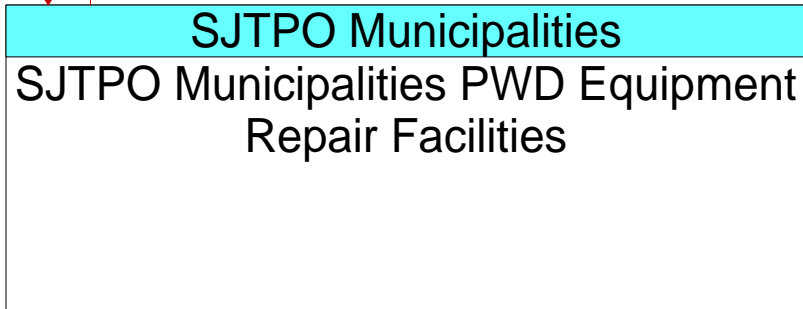 SJTPO Municipalities
SJTPO Municipalities PWD Equipment
Repair Facilities